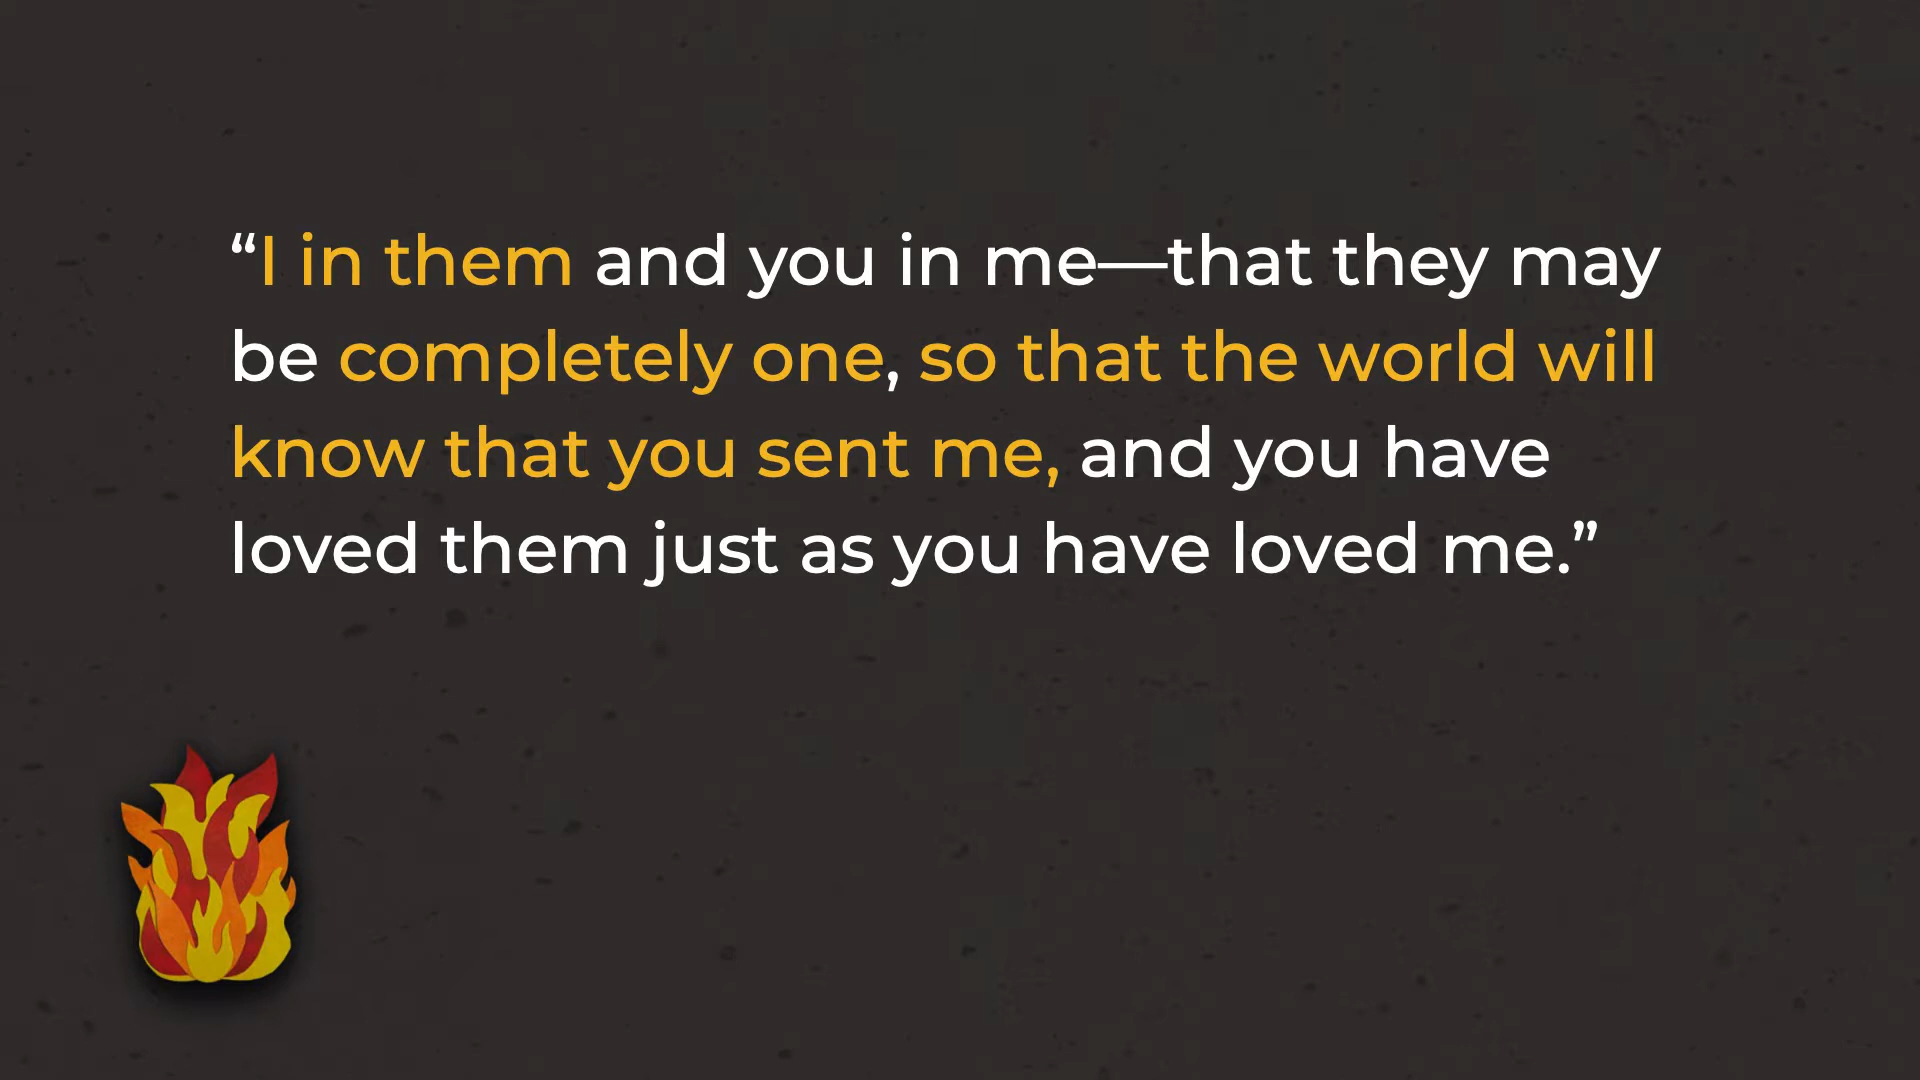 “I in them and you in me—that they may
be completely one, so that the world will
know that you sent me, and you have
loved them just as you have loved me.”